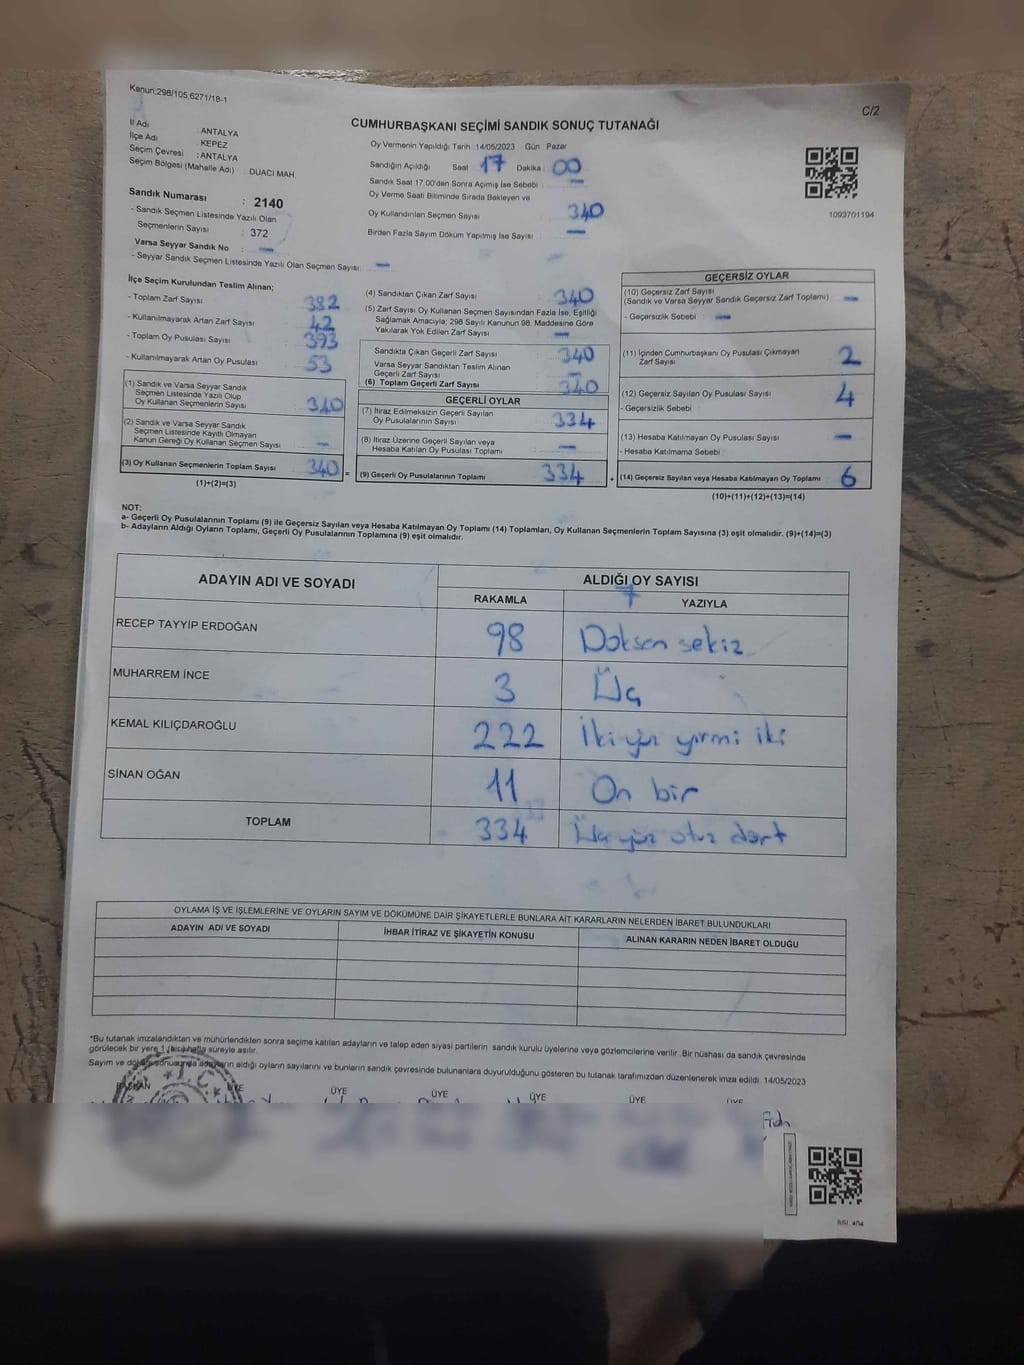 Kanun;298/105,6271/18-1
C/2
CUMHURBAŞKANI SEÇİMİ SANDIK SONUÇ TUTANAĞI
İl Adı : ANTALYA
İlçe Adı : KEPEZ
Seçim Çevresi : ANTALYA
Seçim Bölgesi (Mahalle Adı) : DUACI MAH.
Sandık Numarası : 2140
- Sandık Seçmen Listesinde Yazılı Olan
Seçmenlerin Sayısı : 372
Varsa Seyyar Sandık No : —
- Seyyar Sandık Seçmen Listesinde Yazılı Olan Seçmen Sayısı: —
Oy Vermenin Yapıldığı Tarih :14/05/2023 Gün : Pazar
Sandığın Açıldığı Saat 17 Dakika : 00
Sandık Saat 17:00'den Sonra Açımış İse Sebebi : —
Oy Verme Saati Bitiminde Sırada Bekleyen ve
Oy Kullandırılan Seçmen Sayısı 340
Birden Fazla Sayım Döküm Yapılmış İse Sayısı : —
1093701194
İlçe Seçim Kurulundan Teslim Alınan;
- Toplam Zarf Sayısı : 382
- Kullanılmayarak Artan Zarf Sayısı : 42
- Toplam Oy Pusulası Sayısı : 393
- Kullanılmayarak Artan Oy Pusulası : 53
(1) Sandık ve Varsa Seyyar Sandık
Seçmen Listesinde Yazılı Olup
Oy Kullanan Seçmenlerin Sayısı : 340
(2) Sandık ve Varsa Seyyar Sandık
Seçmen Listesinde Kayıtlı Olmayan
Kanun Gereği Oy Kullanan Seçmen Sayısı : —
(3) Oy Kullanan Seçmenlerin Toplam Sayısı : 340 =
(1)+(2)=(3)
(4) Sandıktan Çıkan Zarf Sayısı : 340
(5) Zarf Sayısı Oy Kullanan Seçmen Sayısından Fazla İse, Eşitliği
Sağlamak Amacıyla; 298 Sayılı Kanunun 98. Maddesine Göre
Yakılarak Yok Edilen Zarf Sayısı : —
Sandıkta Çıkan Geçerli Zarf Sayısı : 340
Varsa Seyyar Sandıktan Teslim Alınan
Geçerli Zarf Sayısı : —
(6) Toplam Geçerli Zarf Sayısı : 340
GEÇERLİ OYLAR
(7) İtiraz Edilmeksizin Geçerli Sayılan
Oy Pusulasının Sayısı : 334
(8) İtiraz Üzerine Geçerli Sayılan veya
Hesaba Katılan Oy Pusulası Toplamı : —
(9) Geçerli Oy Pusulalarının Toplamı : 334 +
GEÇERSİZ OYLAR
(10) Geçersiz Zarf Sayısı
(Sandık ve Varsa Seyyar Sandık Geçersiz Zarf Toplamı) : —
- Geçersizlik Sebebi : —
(11) İçinden Cumhurbaşkanı Oy Pusulası Çıkmayan
Zarf Sayısı : 2
(12) Geçersiz Sayılan Oy Pusulası Sayısı : 4
- Geçersizlik Sebebi :
(13) Hesaba Katılmayan Oy Pusulası Sayısı : —
- Hesaba Katılmama Sebebi :
(14) Geçersiz Sayılan veya Hesaba Katılmayan Oy Toplamı : 6
(10)+(11)+(12)+(13)=(14)
NOT:
a- Geçerli Oy Pusulalarının Toplamı (9) ile Geçersiz Sayılan veya Hesaba Katılmayan Oy Toplamı (14) Toplamları, Oy Kullanan Seçmenlerin Toplam Sayısına (3) eşit olmalıdır. (9)+(14)=(3)
b- Adayların Aldığı Oyların Toplamı, Geçerli Oy Pusulalarının Toplamına (9) eşit olmalıdır.
ADAYIN ADI VE SOYADI
ALDIĞI OY SAYISI
RAKAMLA
YAZIYLA
RECEP TAYYİP ERDOĞAN 98 Doksan sekiz
MUHARREM İNCE 3 Üç
KEMAL KILIÇDAROĞLU 222 İki yüz yirmi iki
SİNAN OĞAN 11 On bir
TOPLAM 334 Üç yüz otuz dört
OYLAMA İŞ VE İŞLEMLERİNE VE OYLARIN SAYIM VE DÖKÜMÜNE DAİR ŞİKAYETLERLE BUNLARA AİT KARARLARIN NELERDEN İBARET BULUNDUKLARI
ADAYIN ADI VE SOYADI
İHBAR İTİRAZ VE ŞİKAYETİN KONUSU
ALINAN KARARIN NEDEN İBARET OLDUĞU
*Bu tutanak imzalandıktan ve mühürlendikten sonra seçime katılan adayların ve talep eden siyasi partilerin sandık kurulu üyelerine veya gözlemcilerine verilir. Bir nüshası da sandık çevresinde
görülecek bir yere 1 (bir) hafta süreyle asılır.
Sayım ve döküm sonucunda adayların aldığı oyların sayılarını ve bunların sandık çevresinde bulunanlara duyurulduğunu gösteren bu tutanak tarafımızdan düzenlenerek imza edildi. 14/05/2023
BAŞKAN ÜYE ÜYE ÜYE ÜYE ÜYE ÜYE
T.C.